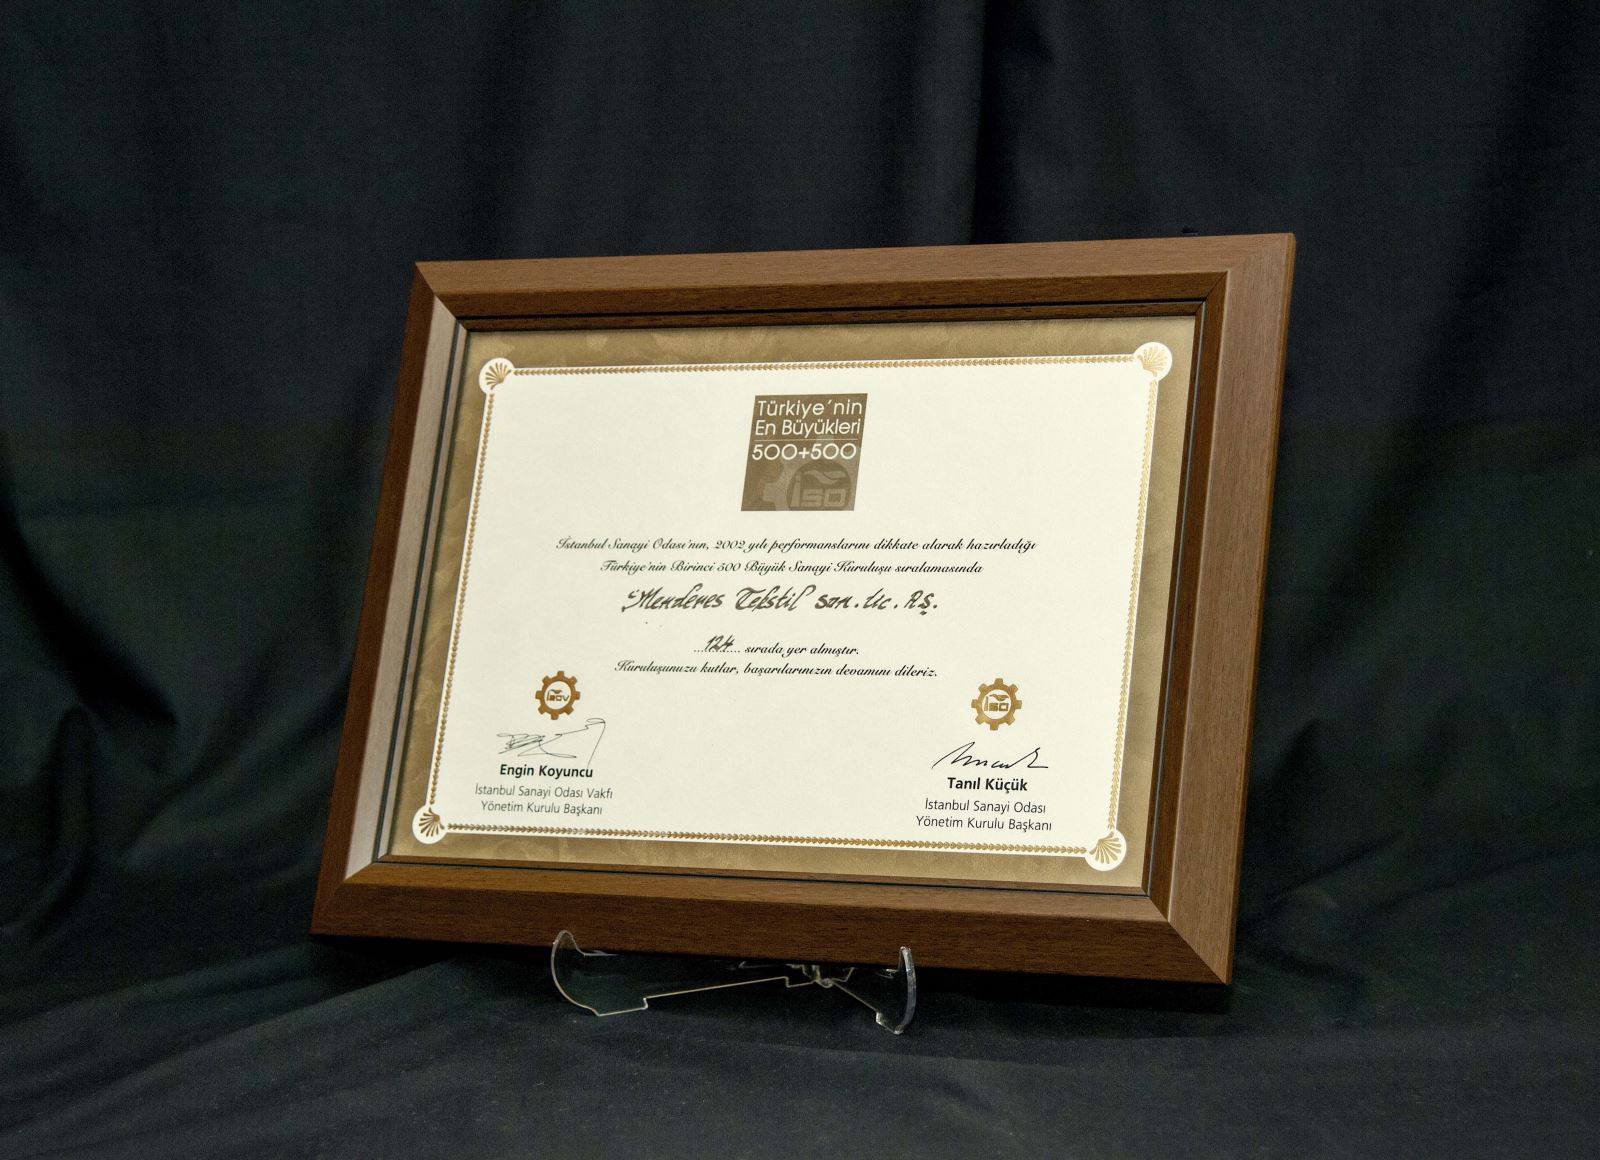 Türkiye'nin
En Büyükleri
500+500
İSO
İstanbul Sanayi Odası'nın, 2002 yılı performanslarını dikkate alarak hazırladığı
Türkiye'nin Birinci 500 Büyük Sanayi Kuruluşu sıralamasında
Menderes Tekstil San. Tic. A.Ş.
...124... sırada yer almıştır.
Kuruluşunuzu kutlar, başarılarınızın devamını dileriz.
İSOV
İSO
Engin Koyuncu
İstanbul Sanayi Odası Vakfı
Yönetim Kurulu Başkanı
Tanıl Küçük
İstanbul Sanayi Odası
Yönetim Kurulu Başkanı